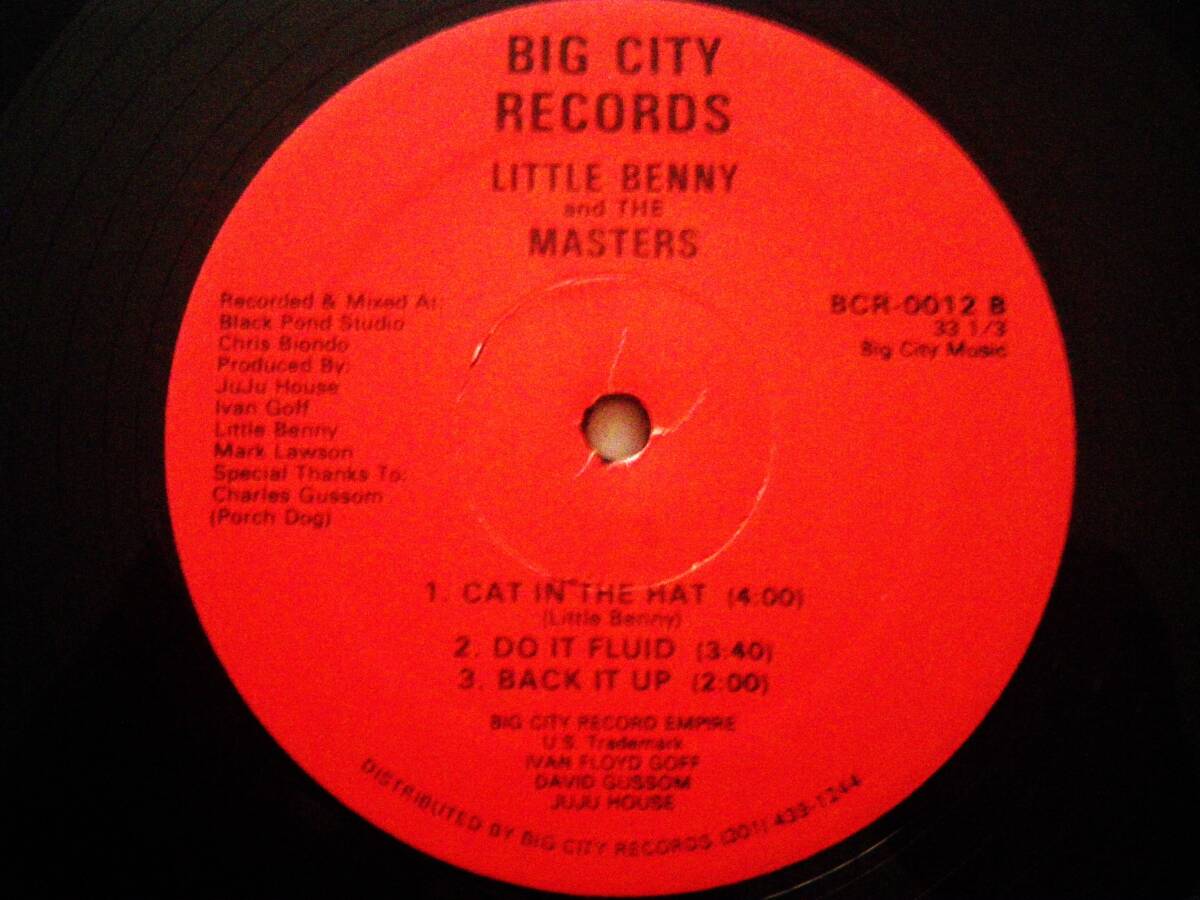 BIG CITY
RECORDS
LITTLE BENNY
and THE
MASTERS
Recorded & Mixed At:
Black Pond Studio
Chris Biondo
Produced By:
JuJu House
Ivan Goff
Little Benny
Mark Lawson
Special Thanks To:
Charles Gussom
(Porch Dog)
BCR-0012 B
33 1/3
Big City Music
1. CAT IN THE HAT (4:00)
(Little Benny)
2. DO IT FLUID (3:40)
3. BACK IT UP (2:00)
BIG CITY RECORD EMPIRE
U.S. Trademark
IVAN FLOYD GOFF
DAVID GUSSOM
JUJU HOUSE
DISTRIBUTED BY BIG CITY RECORDS (301) 439-1244